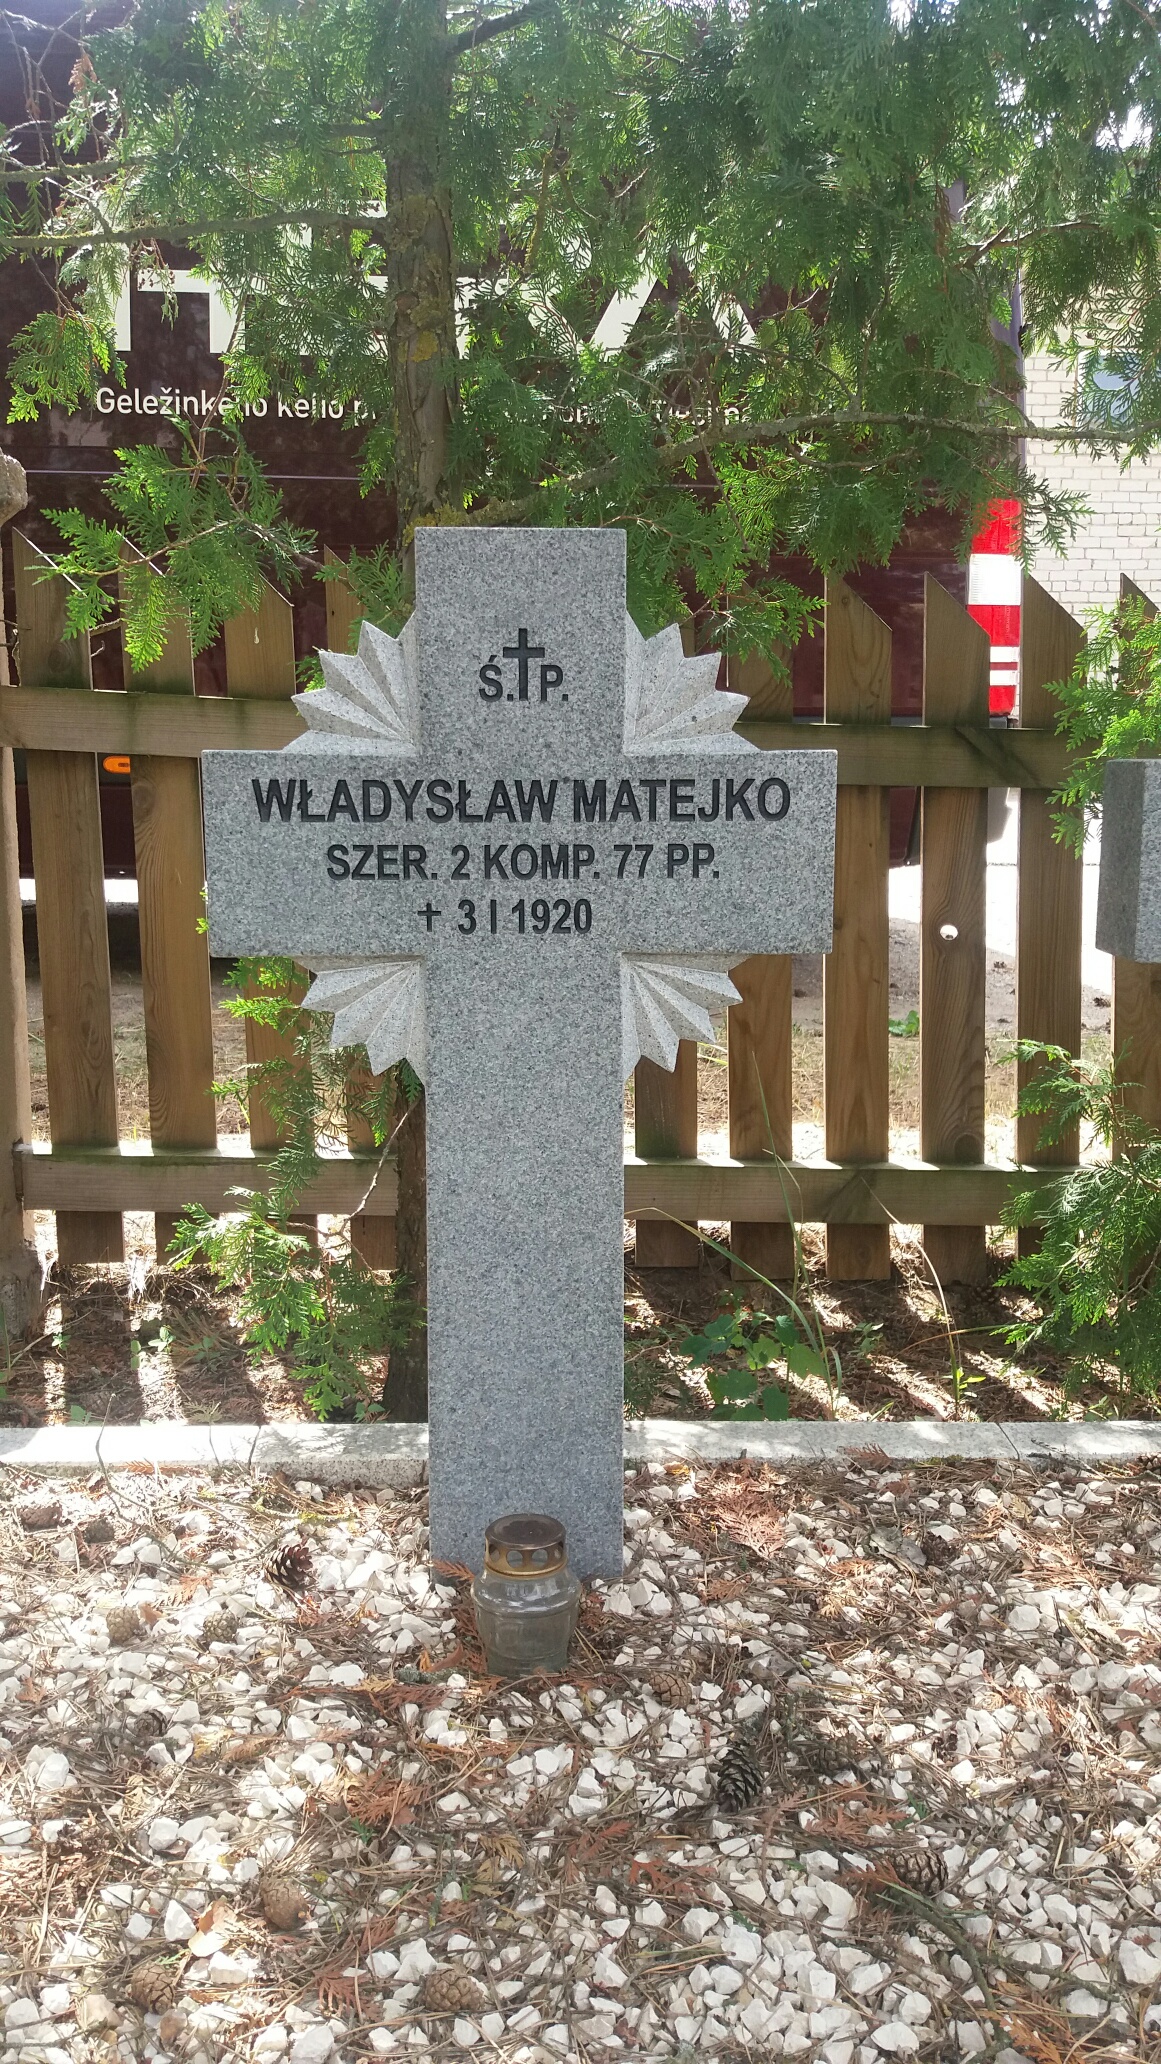 Geležinkelio kelio
Ś.✝P.
WŁADYSŁAW MATEJKO
SZER. 2 KOMP. 77 PP.
✝ 3 I 1920